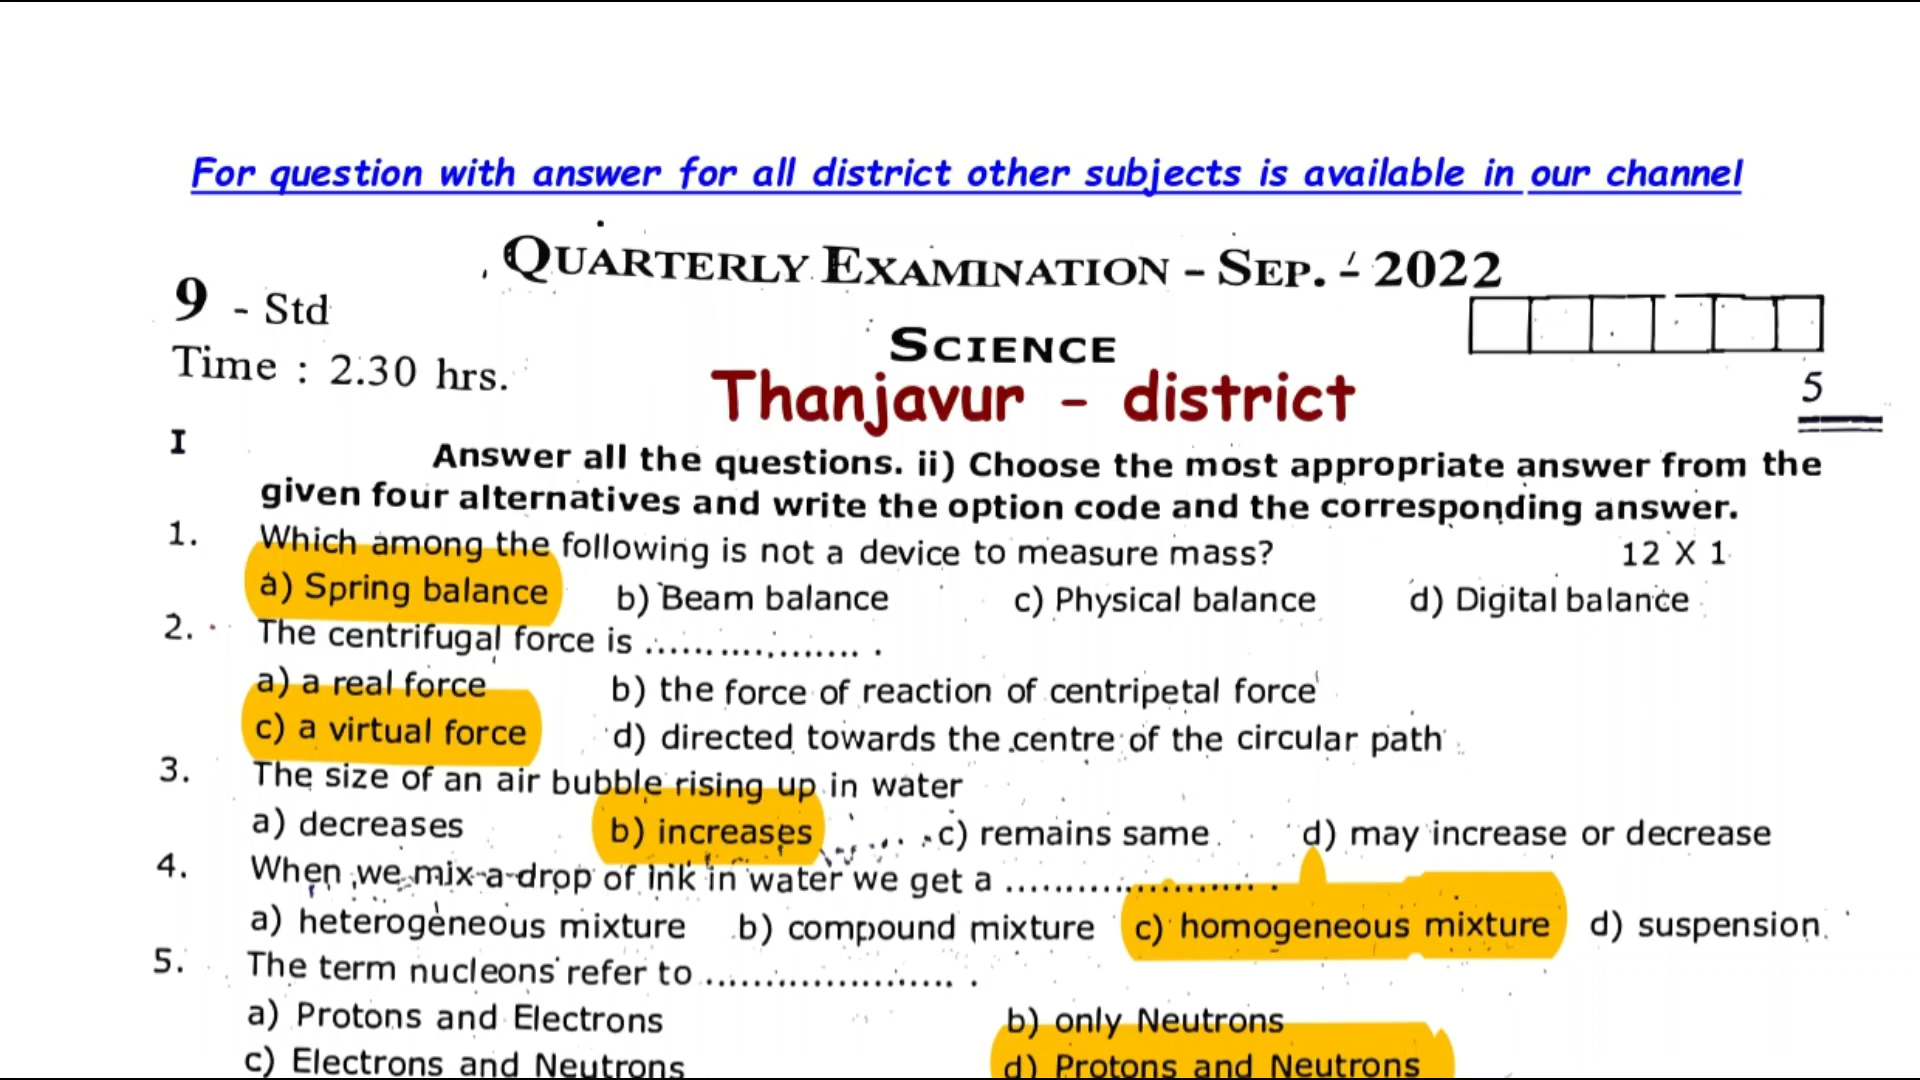 For question with answer for all district other subjects is available in our channel
QUARTERLY EXAMINATION - SEP. - 2022
9 - Std
SCIENCE
Time : 2.30 hrs.
Thanjavur - district
5
I
Answer all the questions. ii) Choose the most appropriate answer from the
given four alternatives and write the option code and the corresponding answer.
1. Which among the following is not a device to measure mass? 12 X 1
a) Spring balance b) Beam balance c) Physical balance d) Digital balance
2. The centrifugal force is .................... .
a) a real force b) the force of reaction of centripetal force
c) a virtual force d) directed towards the centre of the circular path
3. The size of an air bubble rising up in water
a) decreases b) increases c) remains same d) may increase or decrease
4. When we mix a drop of ink in water we get a ....................... .
a) heterogeneous mixture b) compound mixture c) homogeneous mixture d) suspension
5. The term nucleons refer to ...................... .
a) Protons and Electrons b) only Neutrons
c) Electrons and Neutrons d) Protons and Neutrons